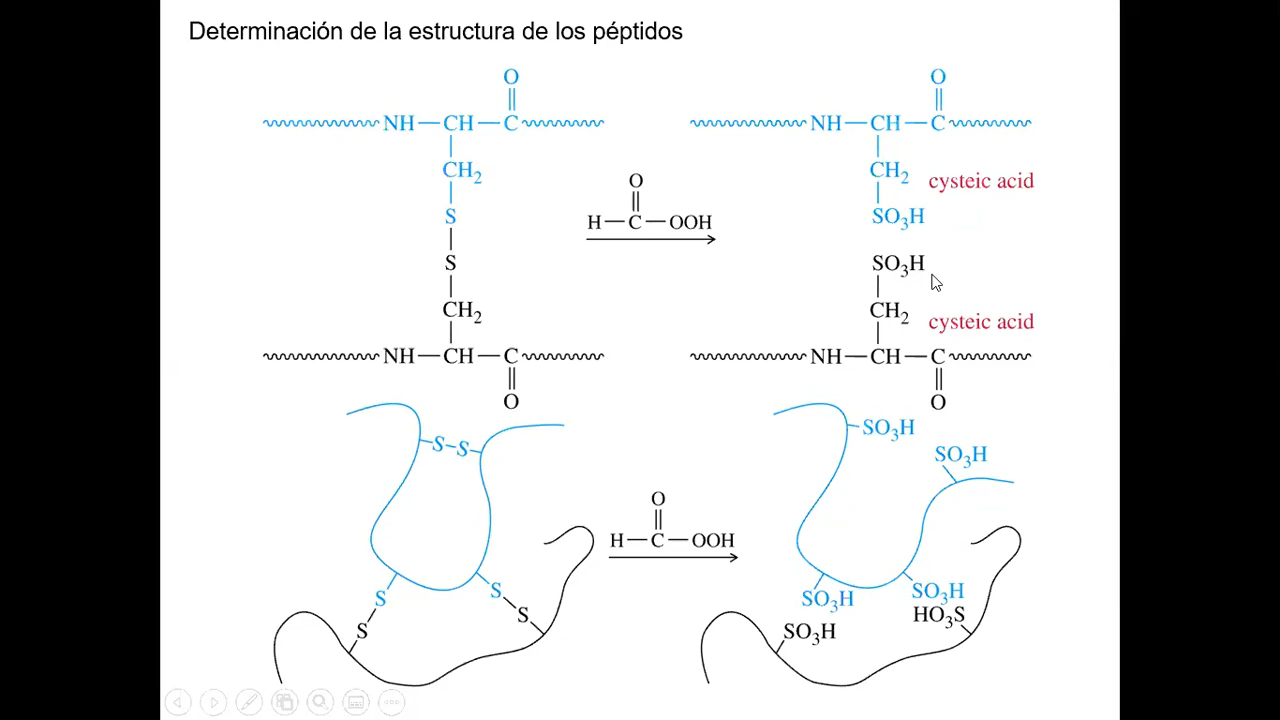 Determinación de la estructura de los péptidos
O
O
NH—CH—C
NH—CH—C
CH₂
CH₂
cysteic acid
O
H—C—OOH
S
SO₃H
S
SO₃H
CH₂
CH₂
cysteic acid
NH—CH—C
NH—CH—C
O
O
S—S
SO₃H
SO₃H
O
H—C—OOH
S
S
SO₃H
SO₃H
S
S
SO₃H
HO₃S